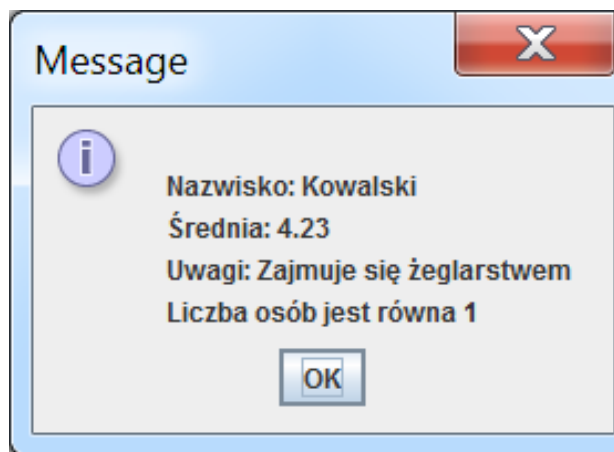 Message
Nazwisko: Kowalski
Średnia: 4.23
Uwagi: Zajmuje się żeglarstwem
Liczba osób jest równa 1
OK